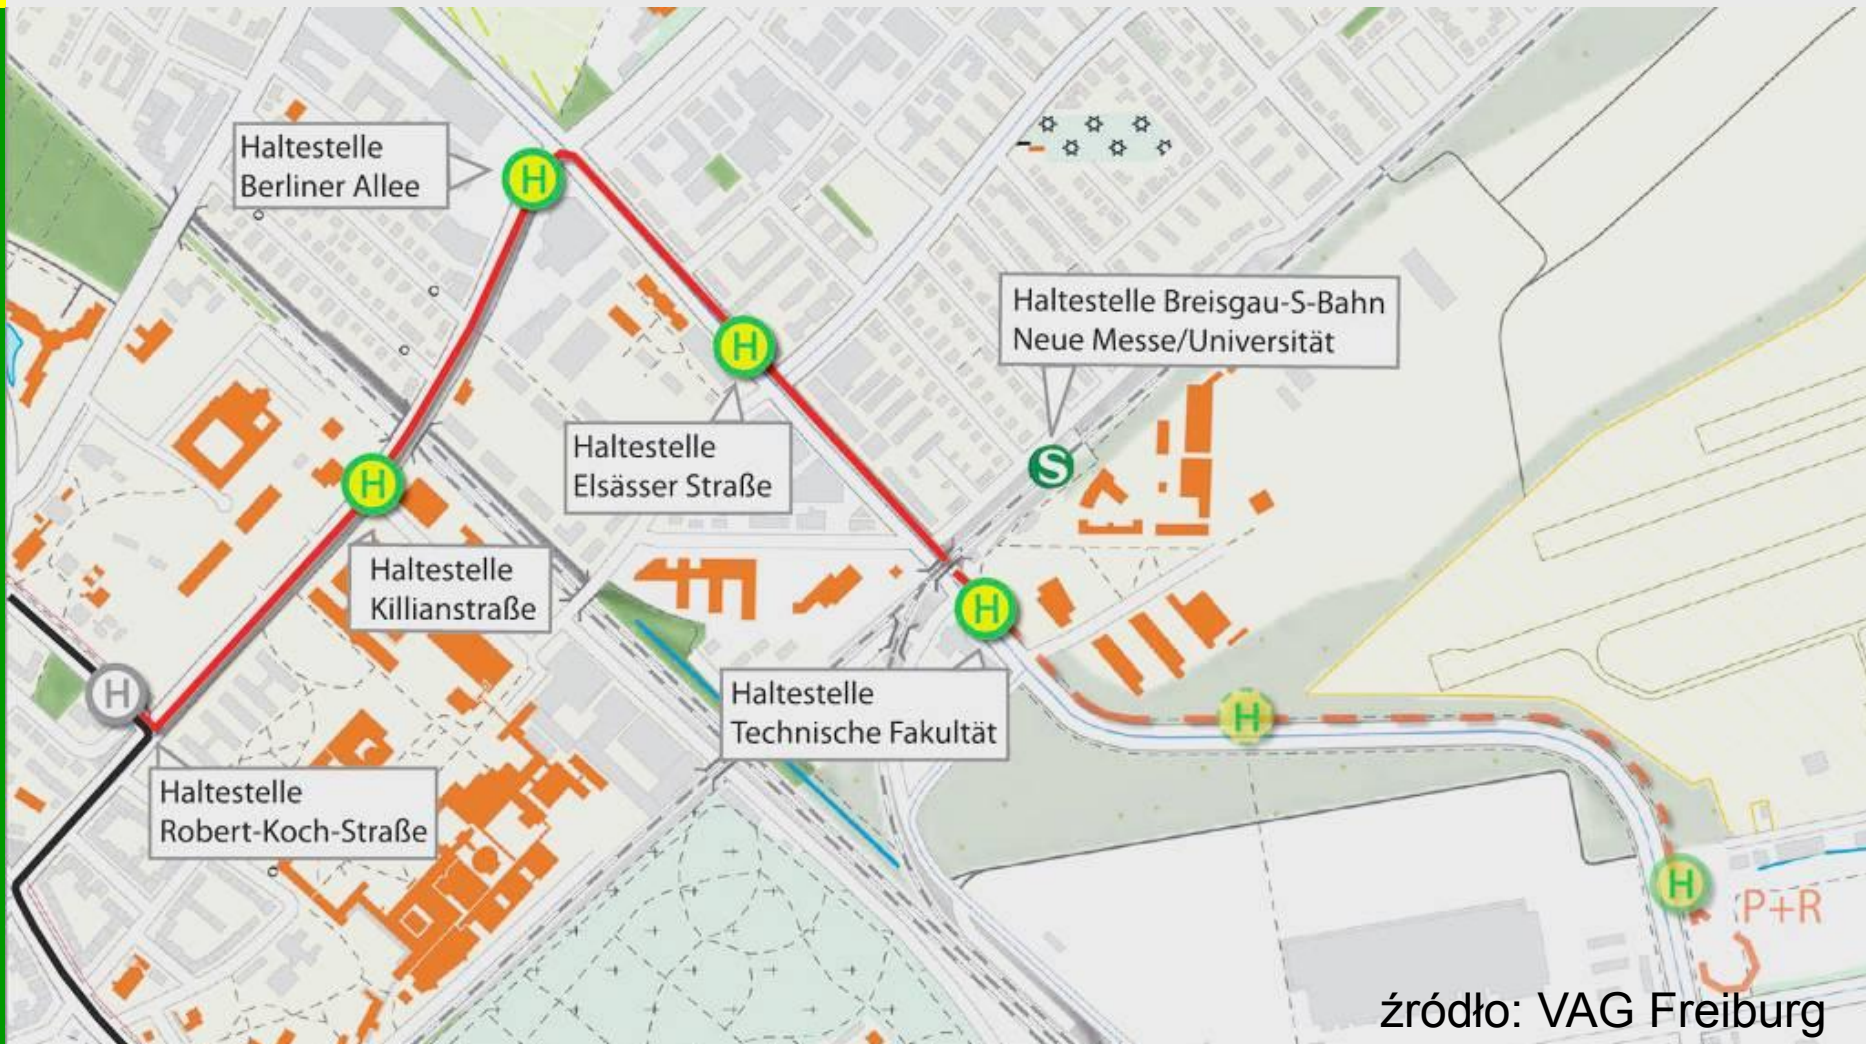 Haltestelle
Berliner Allee
H
Haltestelle Breisgau-S-Bahn
Neue Messe/Universität
H
Haltestelle
Elsässer Straße
S
H
Haltestelle
Killianstraße
H
H
Haltestelle
Technische Fakultät
H
Haltestelle
Robert-Koch-Straße
H
P+R
źródło: VAG Freiburg